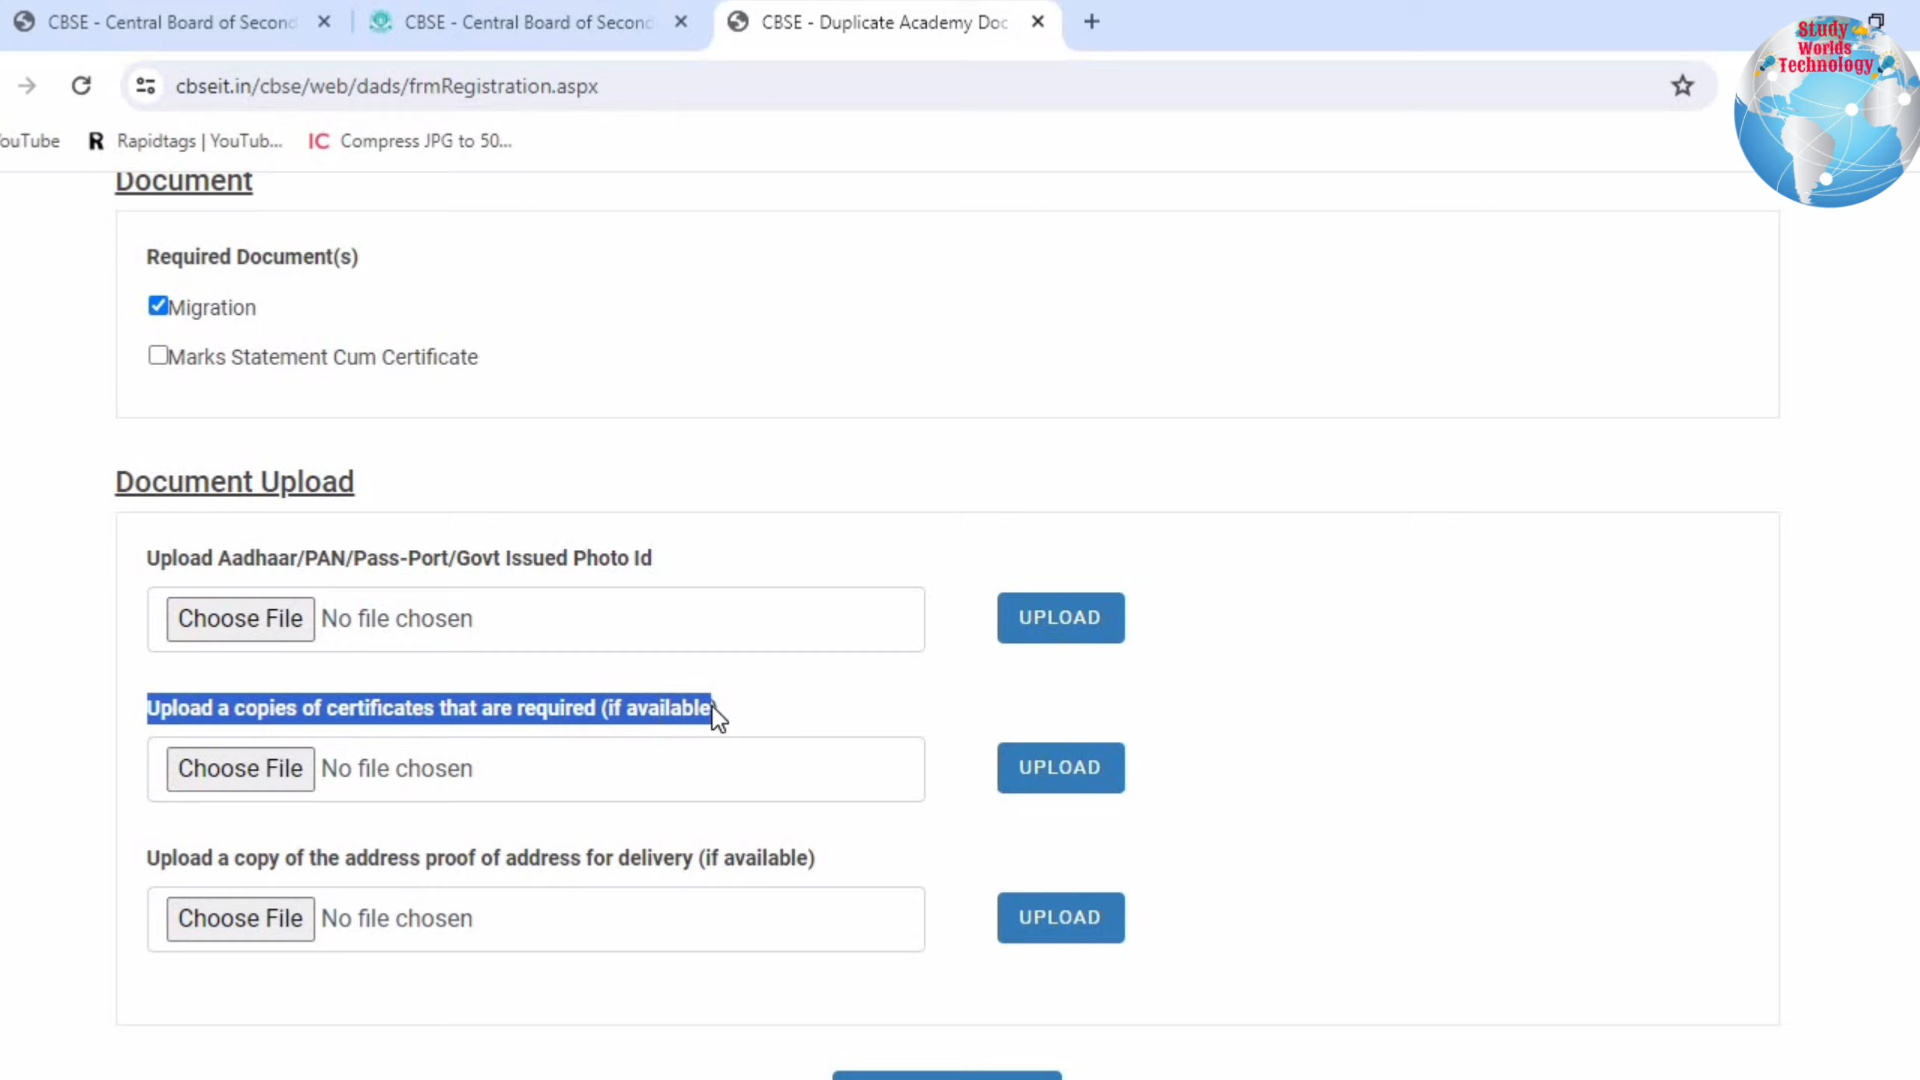 CBSE - Central Board of Second
CBSE - Central Board of Second
CBSE - Duplicate Academy Doc
cbseit.in/cbse/web/dads/frmRegistration.aspx
Study
Worlds
Technology
ouTube
R Rapidtags | YouTub...
IC Compress JPG to 50...
Document
Required Document(s)
Migration
Marks Statement Cum Certificate
Document Upload
Upload Aadhaar/PAN/Pass-Port/Govt Issued Photo Id
Choose File No file chosen
UPLOAD
Upload a copies of certificates that are required (if available)
Choose File No file chosen
UPLOAD
Upload a copy of the address proof of address for delivery (if available)
Choose File No file chosen
UPLOAD